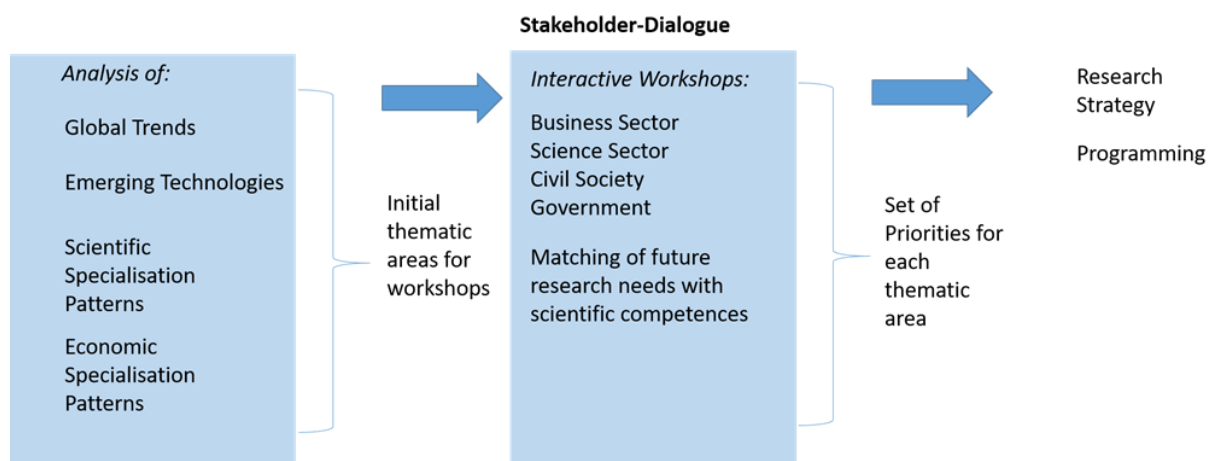 Stakeholder-Dialogue
Analysis of:
Global Trends
Emerging Technologies
Scientific
Specialisation
Patterns
Economic
Specialisation
Patterns
Initial
thematic
areas for
workshops
Interactive Workshops:
Business Sector
Science Sector
Civil Society
Government
Matching of future
research needs with
scientific competences
Set of
Priorities for
each
thematic
area
Research
Strategy
Programming